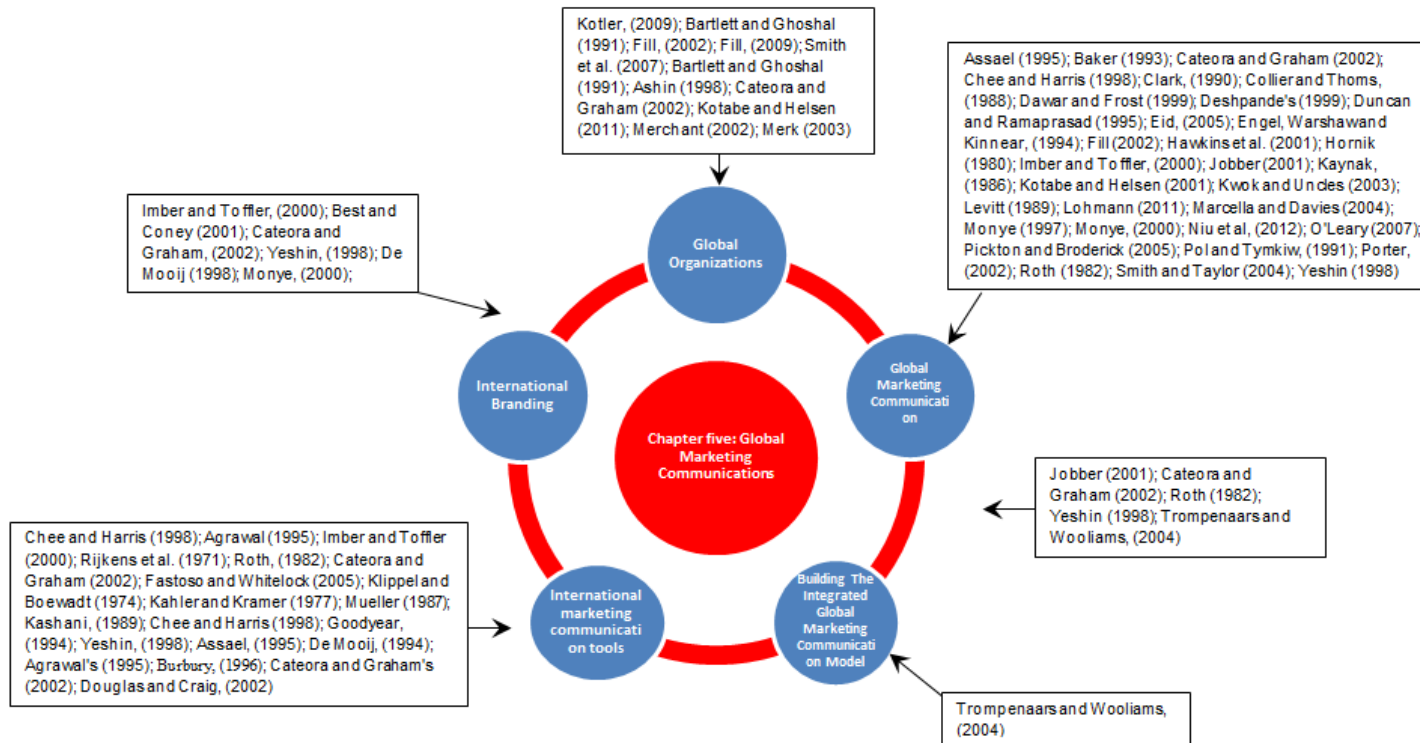 Kotler, (2009); Bartlett and Ghoshal
(1991); Fill, (2002); Fill, (2009); Smith
et al. (2007); Bartlett and Ghoshal
(1991); Ashin (1998); Cateora and
Graham (2002); Kotabe and Helsen
(2011); Merchant (2002); Merk (2003)
Assael (1995); Baker (1993); Cateora and Graham (2002);
Chee and Harris (1998); Clark, (1990); Collier and Thoms,
(1988); Dawar and Frost (1999); Deshpande's (1999); Duncan
and Ramaprasad (1995); Eid, (2005); Engel, Warshaw and
Kinnear, (1994); Fill (2002); Hawkins et al. (2001); Hornik
(1980); Imber and Toffler, (2000); Jobber (2001); Kaynak,
(1986); Kotabe and Helsen (2001); Kwok and Uncles (2003);
Levitt (1989); Lohmann (2011); Marcella and Davies (2004);
Monye (1997); Monye, (2000); Niu et al, (2012); O'Leary (2007);
Pickton and Broderick (2005); Pol and Tymkiw, (1991); Porter,
(2002); Roth (1982); Smith and Taylor (2004); Yeshin (1998)
Imber and Toffler, (2000); Best and
Coney (2001); Cateora and
Graham, (2002); Yeshin, (1998); De
Mooij (1998); Monye, (2000);
Global
Organizations
International
Branding
Global
Marketing
Communicati
on
Chapter five: Global
Marketing
Communications
Jobber (2001); Cateora and
Graham (2002); Roth (1982);
Yeshin (1998); Trompenaars and
Wooliams, (2004)
Chee and Harris (1998); Agrawal (1995); Imber and Toffler
(2000); Rijkens et al. (1971); Roth, (1982); Cateora and
Graham (2002); Fastoso and Whitelock (2005); Klippel and
Boewadt (1974); Kahler and Kramer (1977); Mueller (1987);
Kashani, (1989); Chee and Harris (1998); Goodyear,
(1994); Yeshin, (1998); Assael, (1995); De Mooij, (1994);
Agrawal's (1995); Burbury, (1996); Cateora and Graham's
(2002); Douglas and Craig, (2002)
International
marketing
communicati
on tools
Building The
Integrated
Global
Marketing
Communicati
on Model
Trompenaars and Wooliams,
(2004)